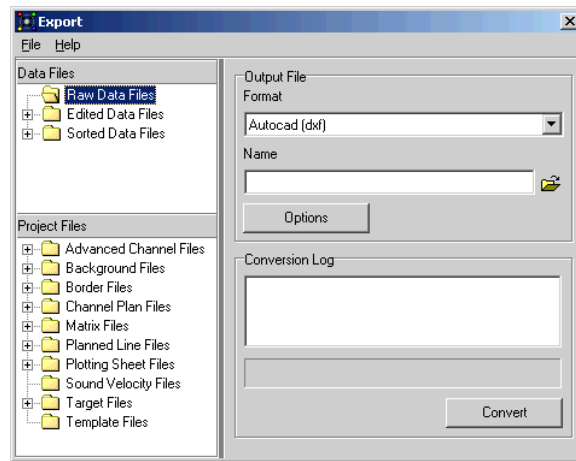 Export
File Help
Data Files
Raw Data Files
Edited Data Files
Sorted Data Files
Project Files
Advanced Channel Files
Background Files
Border Files
Channel Plan Files
Matrix Files
Planned Line Files
Plotting Sheet Files
Sound Velocity Files
Target Files
Template Files
Output File
Format
Autocad (dxf)
Name
Options
Conversion Log
Convert